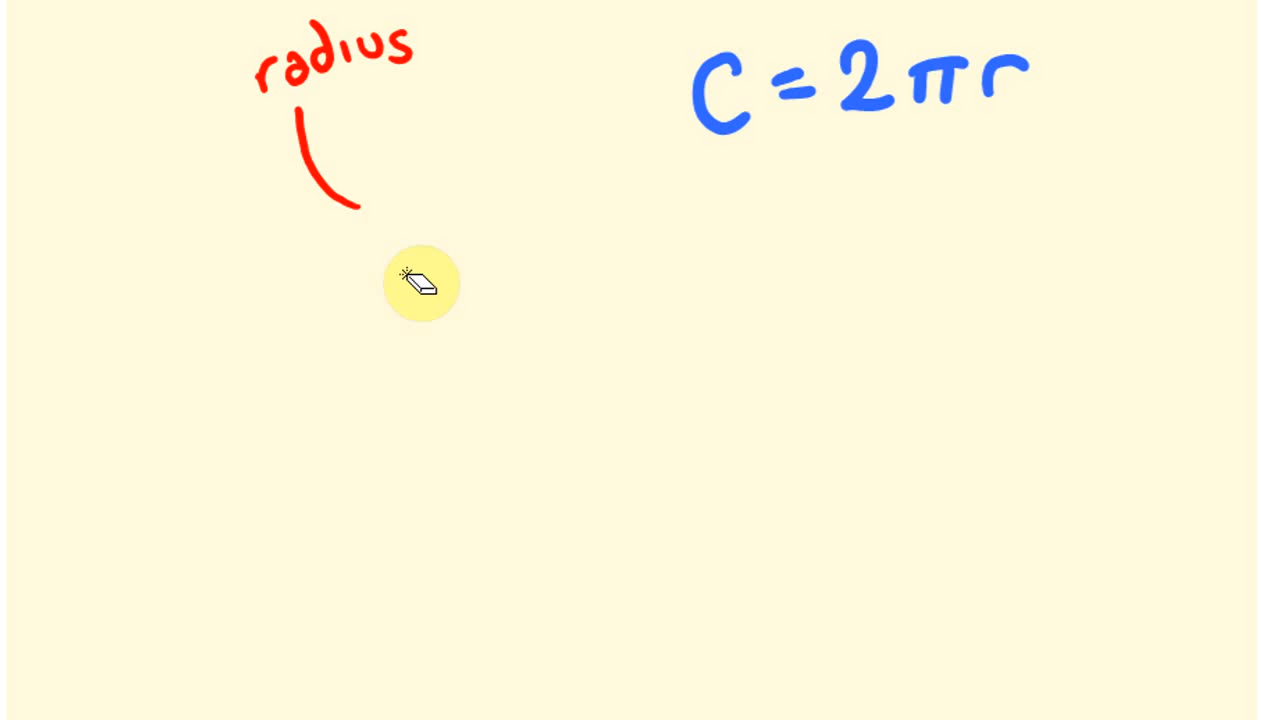 radius
C = 2πr